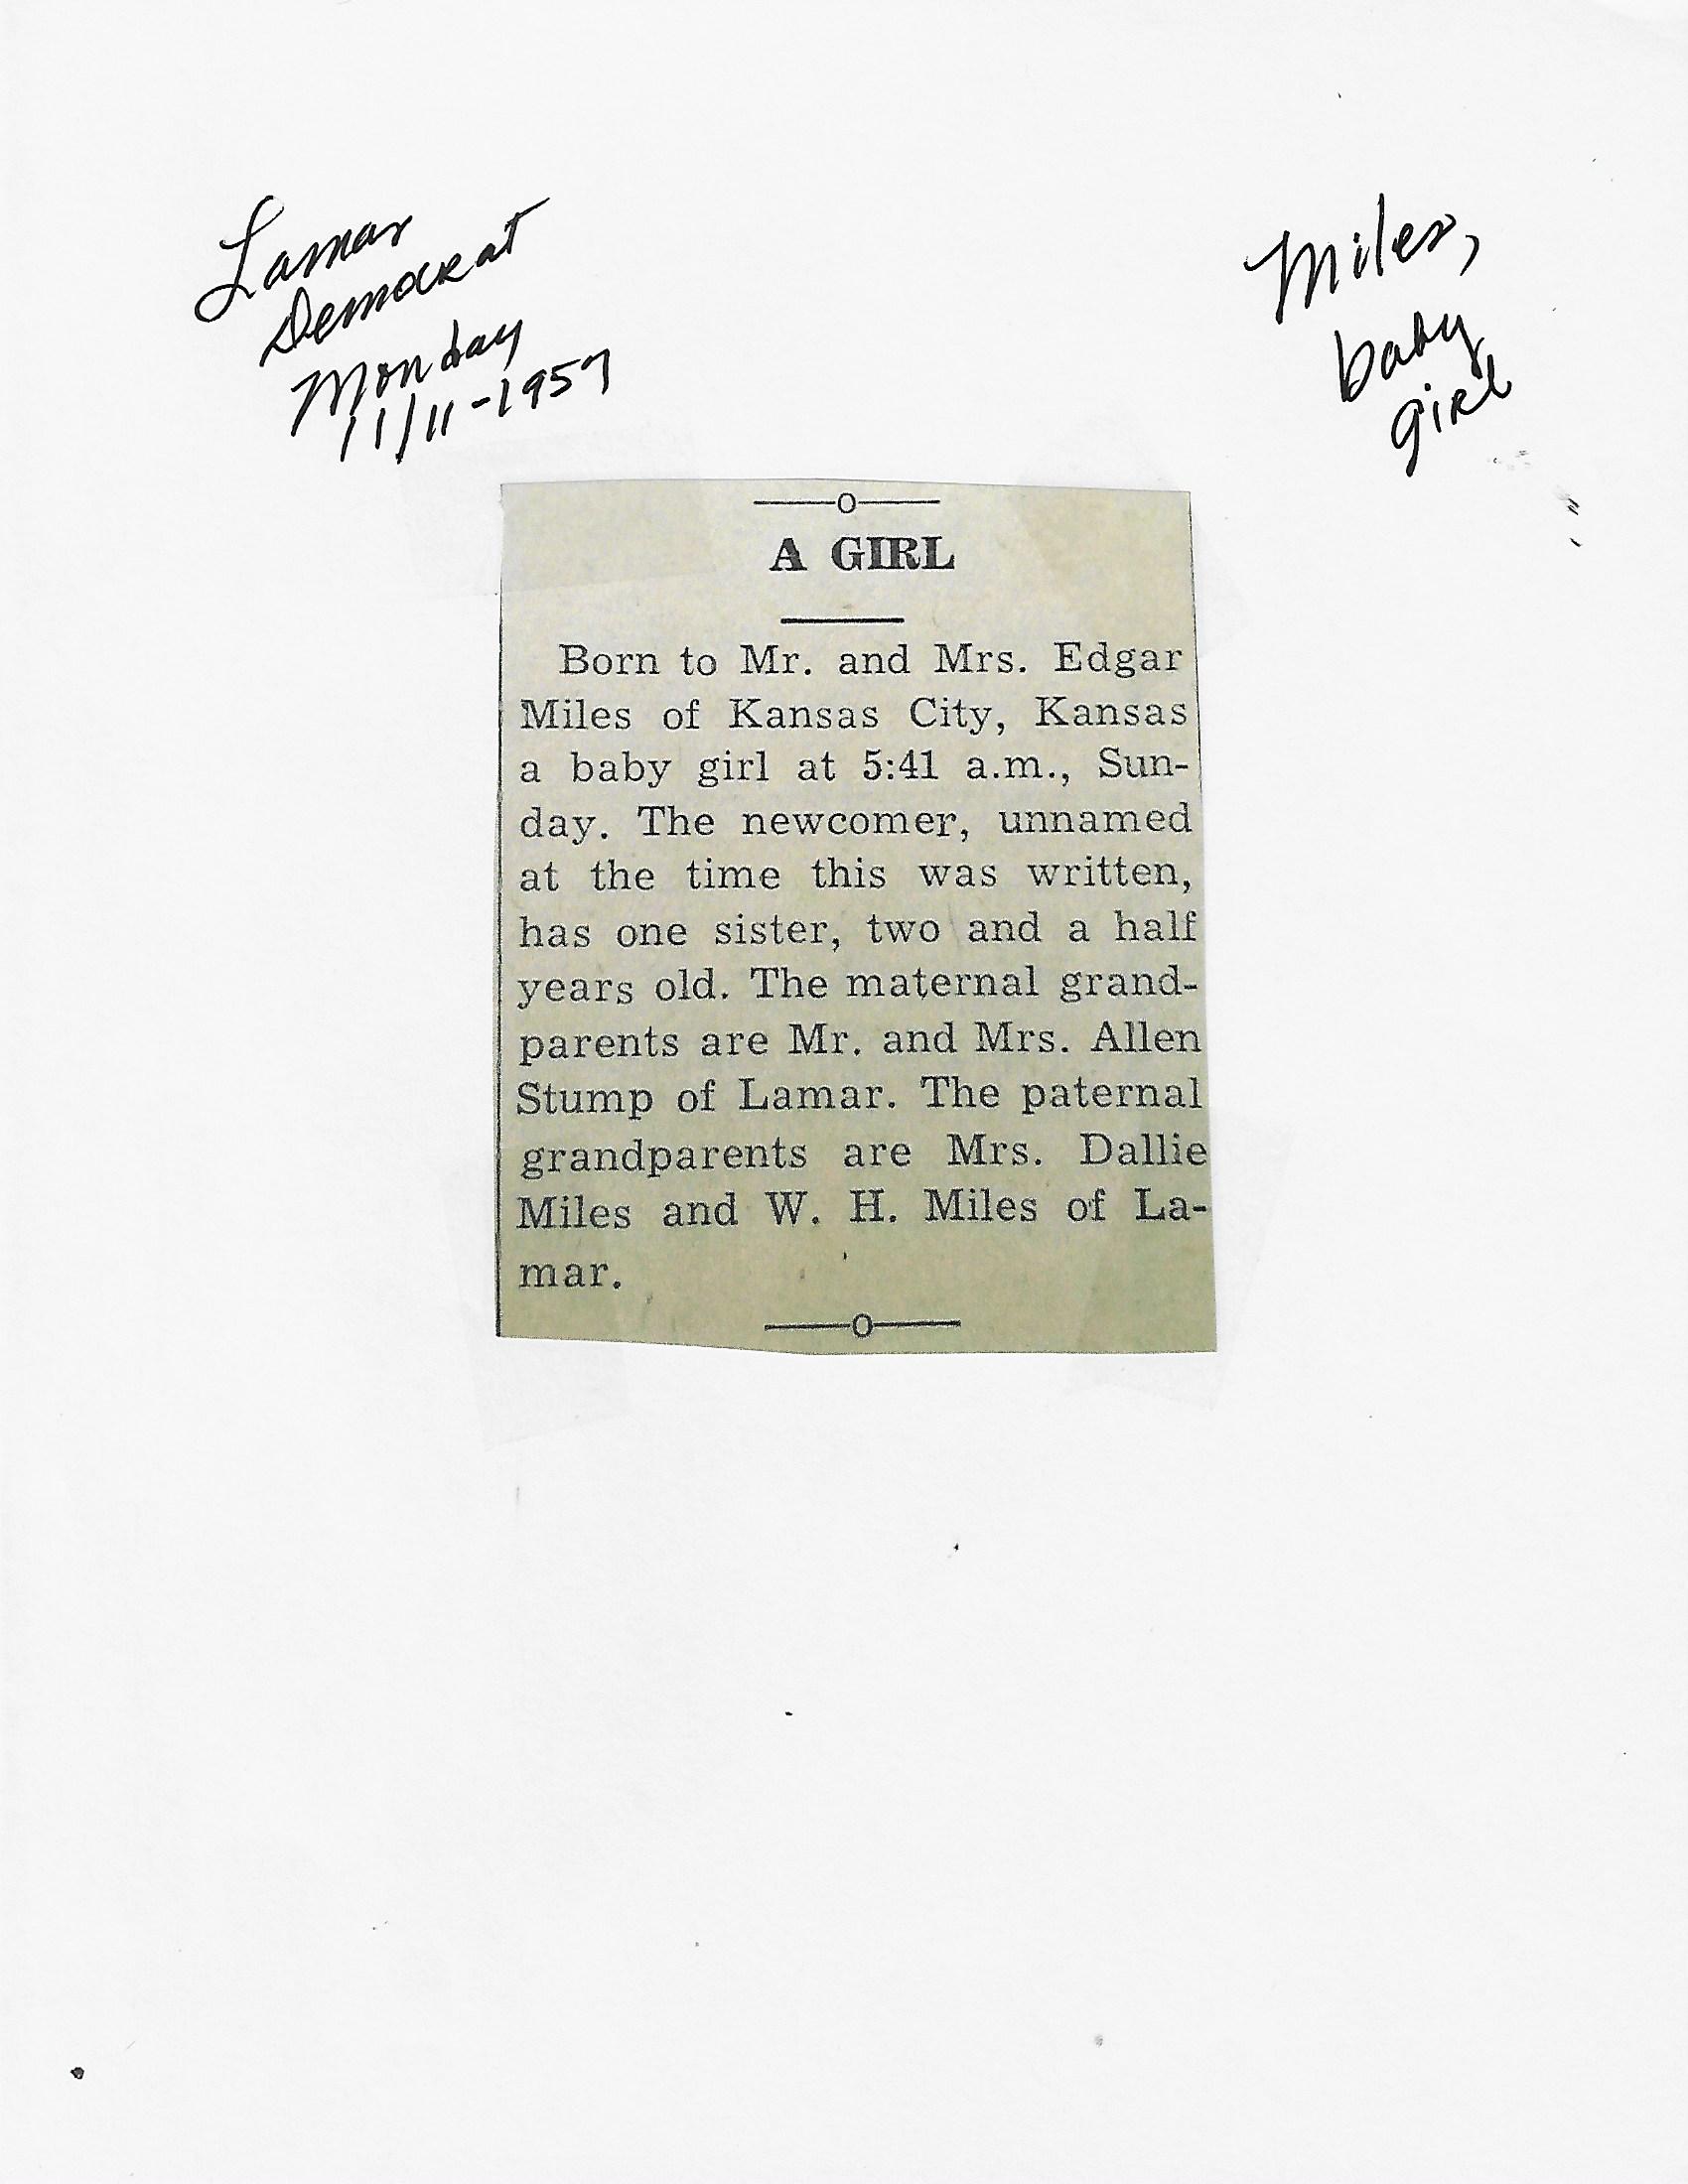 Lamar
Democrat
Monday
11/11-1957
Miles,
baby
girl
A GIRL
Born to Mr. and Mrs. Edgar
Miles of Kansas City, Kansas
a baby girl at 5:41 a.m., Sun-
day. The newcomer, unnamed
at the time this was written,
has one sister, two and a half
years old. The maternal grand-
parents are Mr. and Mrs. Allen
Stump of Lamar. The paternal
grandparents are Mrs. Dallie
Miles and W. H. Miles of La-
mar.